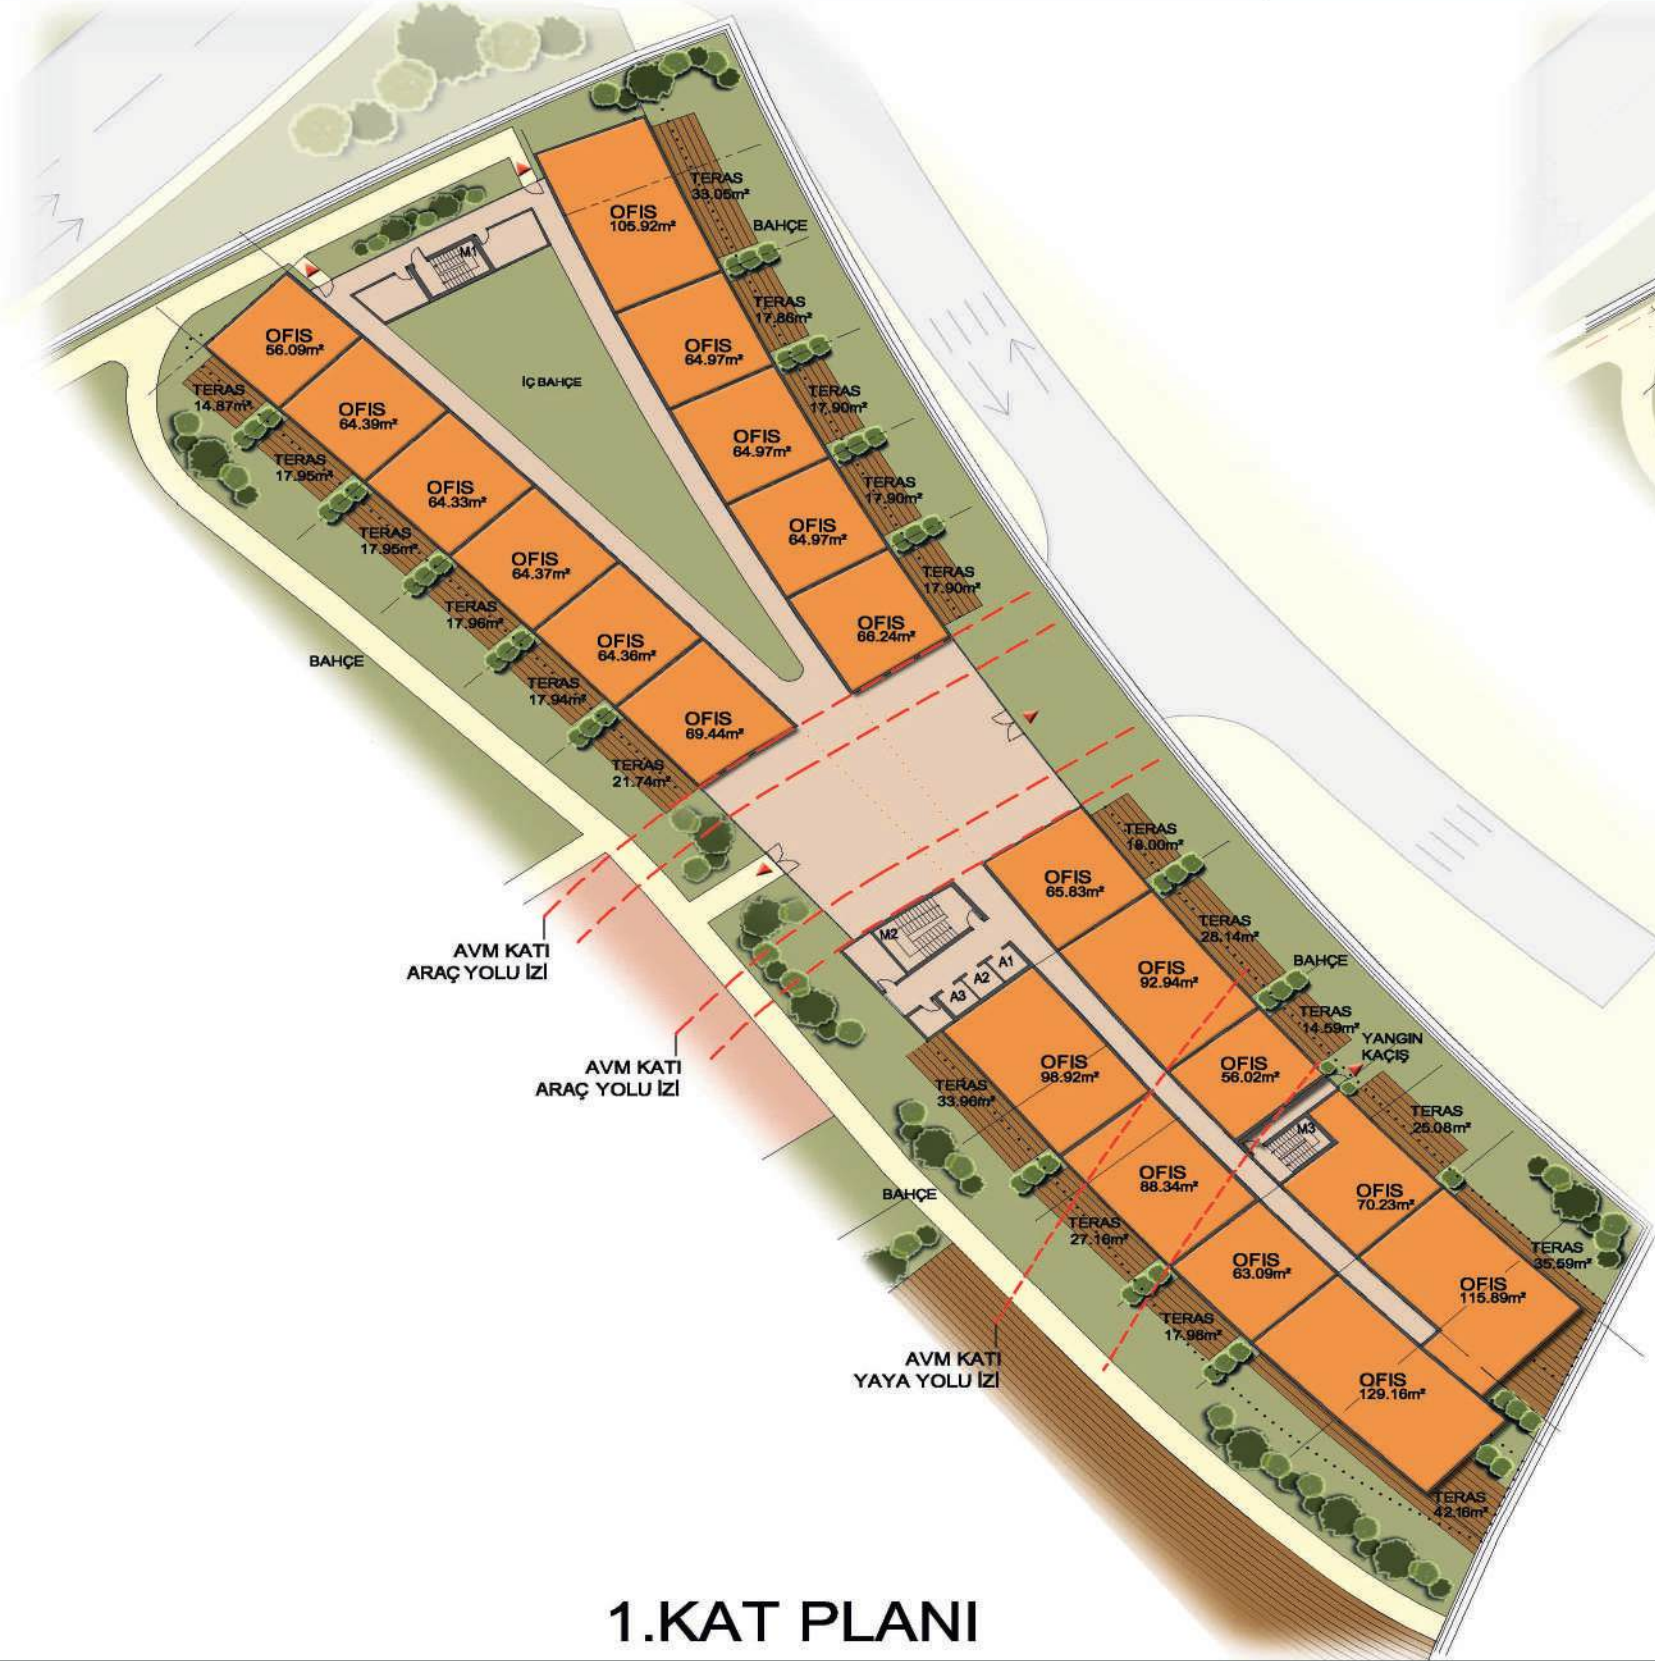 TERAS
33.05m²
OFIS
105.92m²
BAHÇE
M1
TERAS
17.86m²
OFIS
56.09m²
OFIS
64.97m²
İÇ BAHÇE
TERAS
14.87m²
OFIS
64.39m²
TERAS
17.90m²
OFIS
64.97m²
TERAS
17.95m²
OFIS
64.33m²
TERAS
17.90m²
OFIS
64.97m²
TERAS
17.95m²
OFIS
64.37m²
TERAS
17.90m²
TERAS
17.96m²
OFIS
66.24m²
OFIS
64.36m²
BAHÇE
TERAS
17.94m²
OFIS
69.44m²
TERAS
21.74m²
TERAS
18.00m²
OFIS
65.83m²
TERAS
28.14m²
M2
AVM KATI
ARAÇ YOLU İZİ
A1
A2
A3
OFIS
92.94m²
BAHÇE
TERAS
14.59m²
YANGIN
KAÇIŞ
AVM KATI
ARAÇ YOLU İZİ
OFIS
98.92m²
OFIS
56.02m²
TERAS
33.96m²
TERAS
25.08m²
M3
OFIS
88.34m²
BAHÇE
OFIS
70.23m²
TERAS
27.16m²
TERAS
35.59m²
OFIS
63.09m²
OFIS
115.89m²
TERAS
17.98m²
AVM KATI
YAYA YOLU İZİ
OFIS
129.16m²
TERAS
42.16m²
1.KAT PLANI